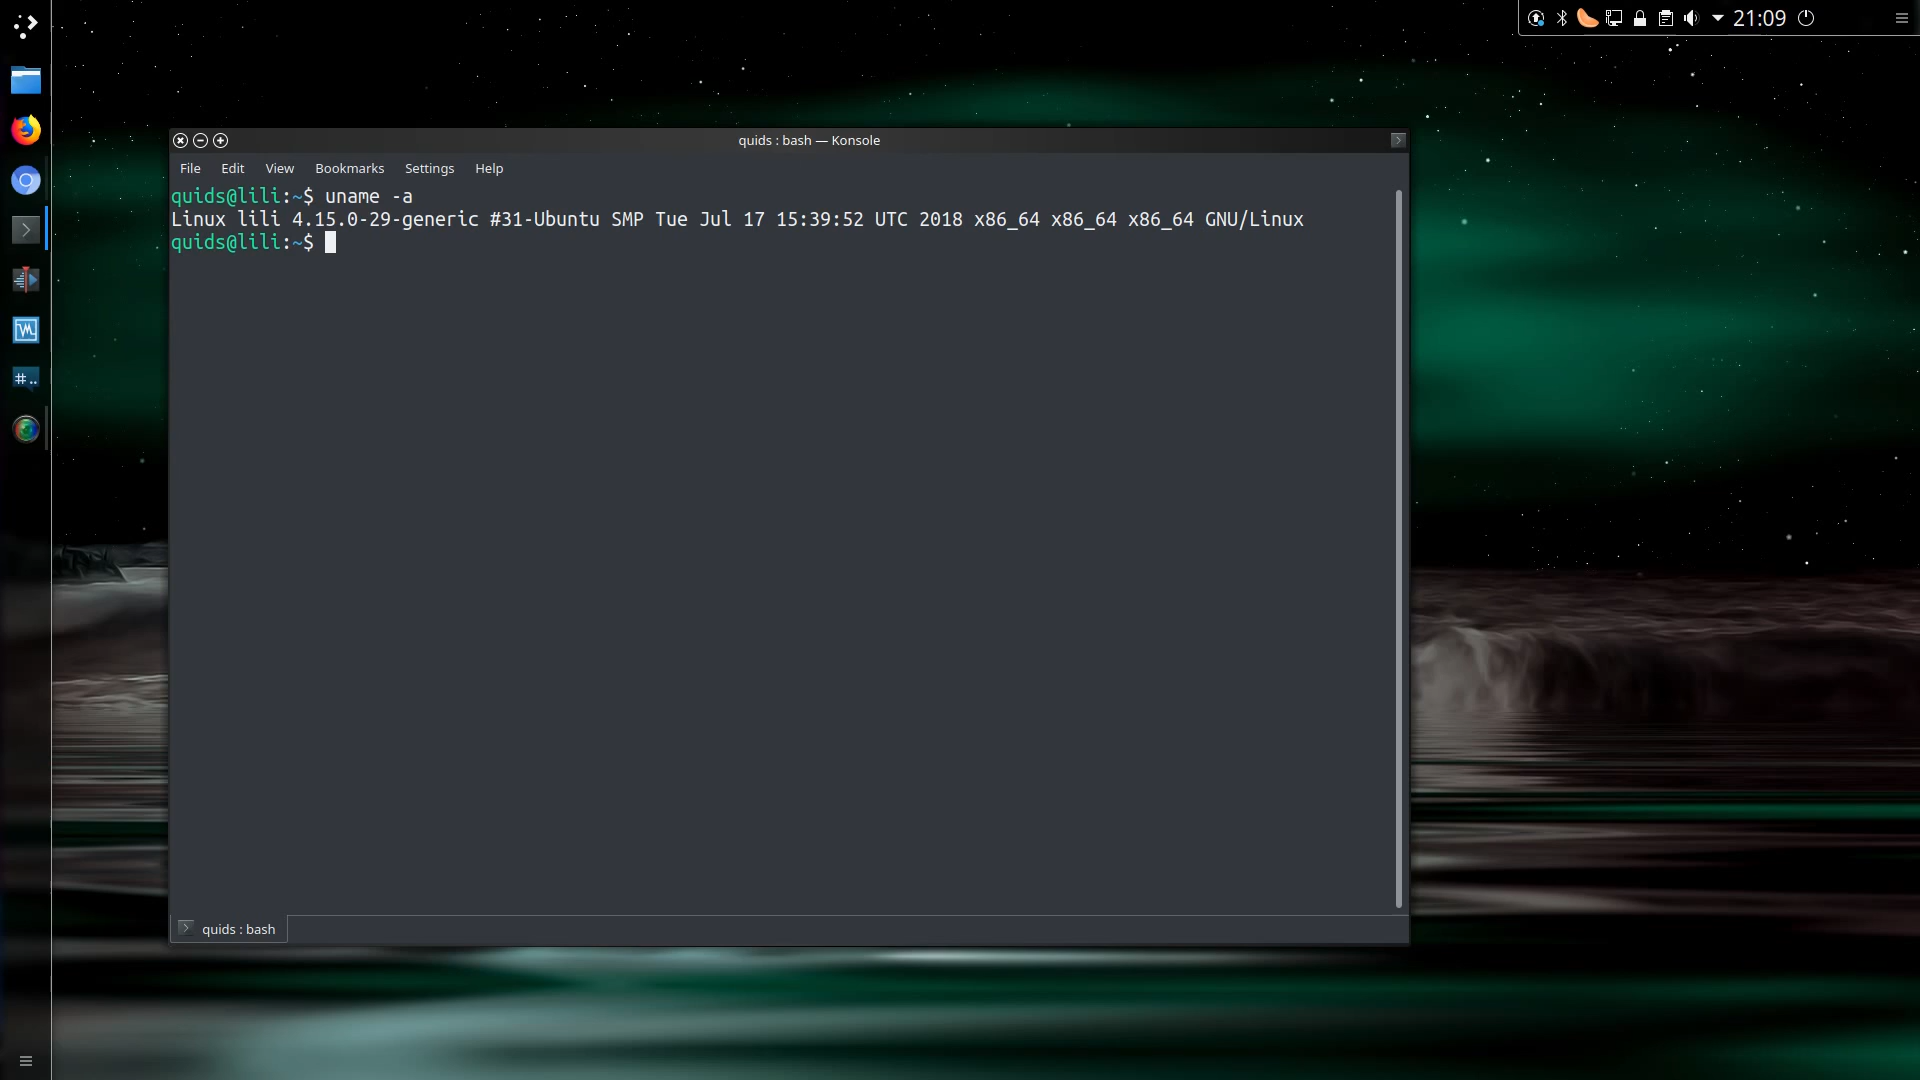 21:09
quids : bash — Konsole
File Edit View Bookmarks Settings Help
quids@lili:~$ uname -a
Linux lili 4.15.0-29-generic #31-Ubuntu SMP Tue Jul 17 15:39:52 UTC 2018 x86_64 x86_64 x86_64 GNU/Linux
quids@lili:~$
quids : bash